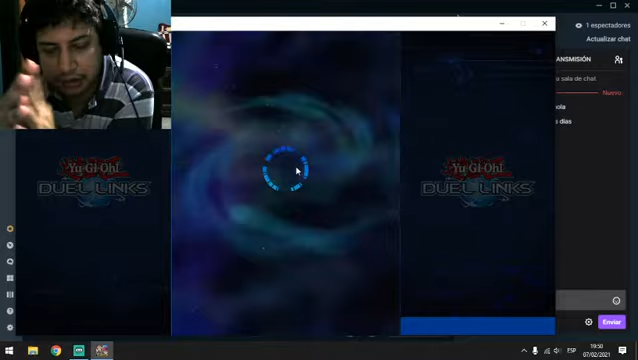 1 espectadores
Actualizar chat
ANSMISIÓN
a sala de chat
Nuevo:
ola
s días
Yu-Gi-Oh!
DUEL LINKS
Yu-Gi-Oh!
DUEL LINKS
Enviar
ESP
19:50
07/02/2021